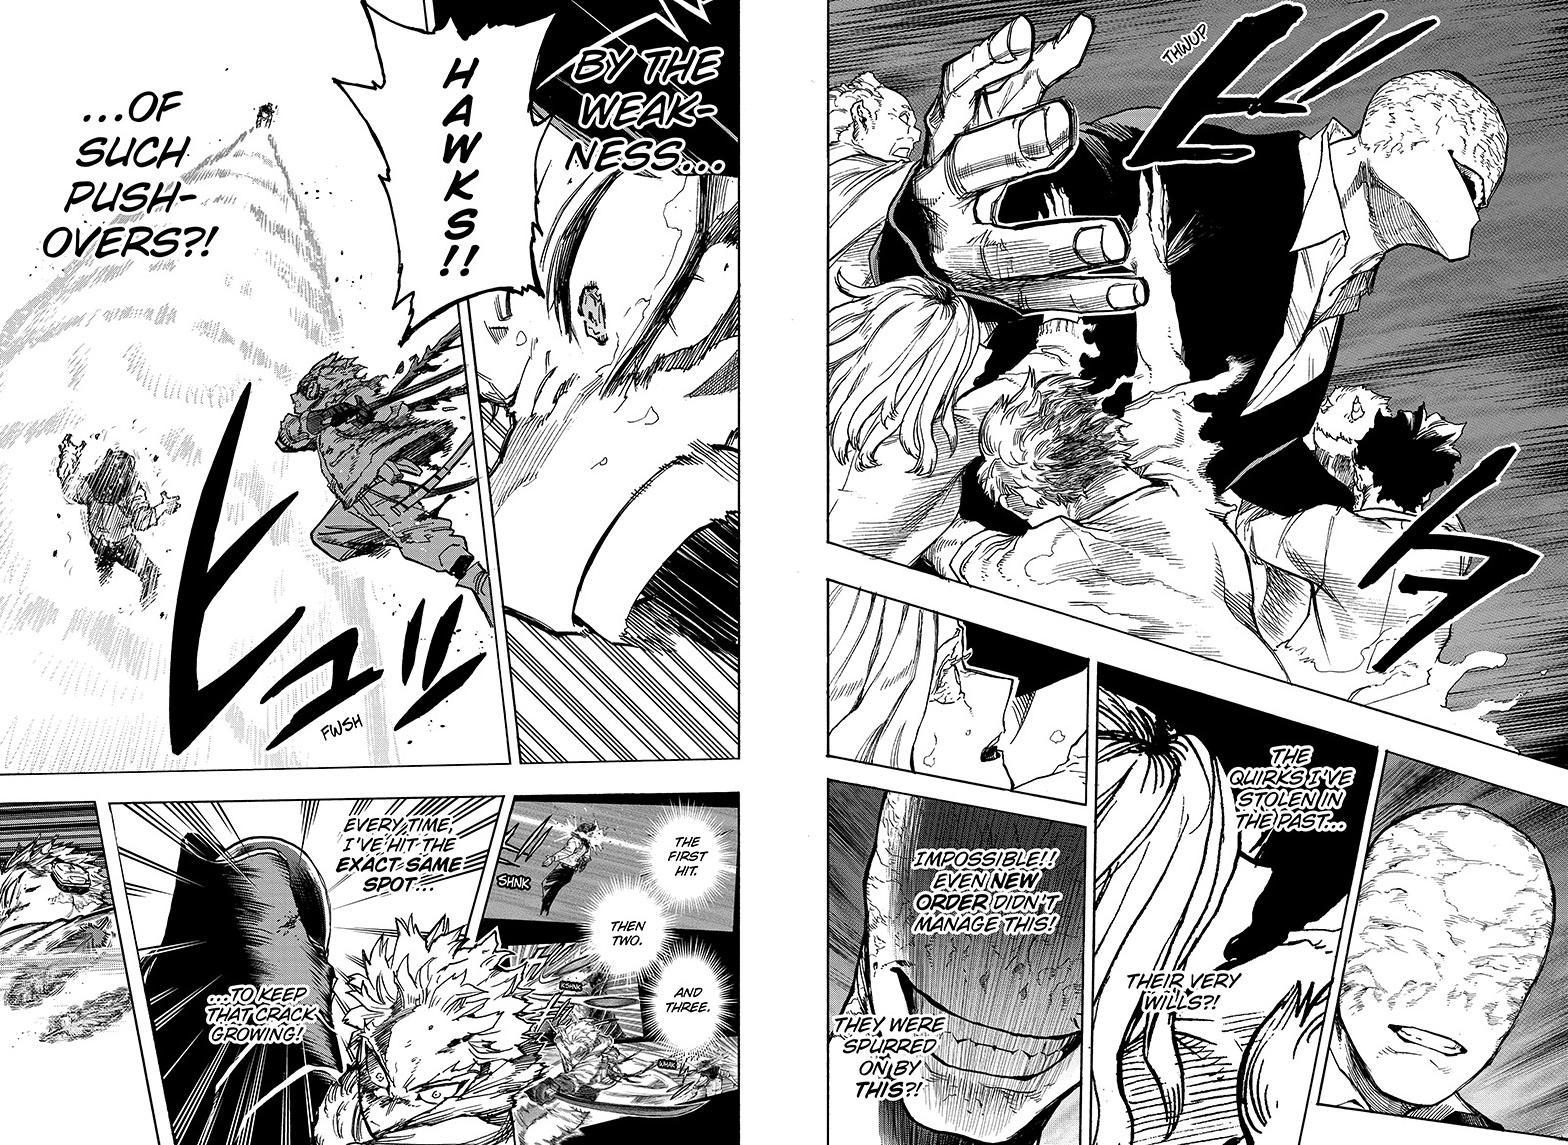 THWUP
ビタ
THE
QUIRKS I'VE
STOLEN IN
THE PAST...
THEIR VERY
WILLS?!
IMPOSSIBLE!!
EVEN NEW
ORDER DIDN'T
MANAGE THIS!
THEY WERE
SPURRED
ON BY
THIS?!
BY THE
WEAK-
NESS...
HAWKS!!
...OF
SUCH
PUSH-
OVERS?!
ヒュッ
FWSH
THE
FIRST
HIT.
SHNK
THEN
TWO.
KSHNK
AND
THREE.
EVERY TIME,
I'VE HIT THE
EXACT SAME
SPOT...
...TO KEEP
THAT CRACK
GROWING!